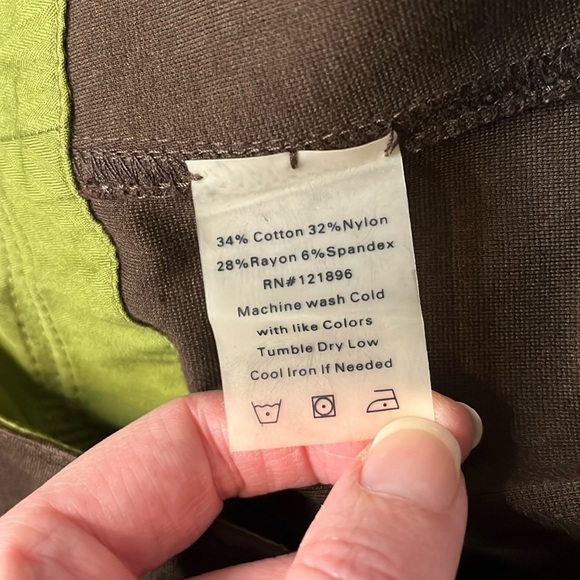 34% Cotton 32%Nylon
28%Rayon 6%Spandex
RN#121896
Machine wash Cold
with like Colors
Tumble Dry Low
Cool Iron If Needed